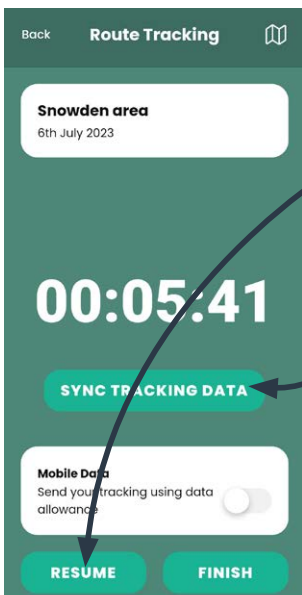 Back Route Tracking
Snowden area
6th July 2023
00:05:41
SYNC TRACKING DATA
Mobile Data
Send your tracking using data
allowance
RESUME FINISH